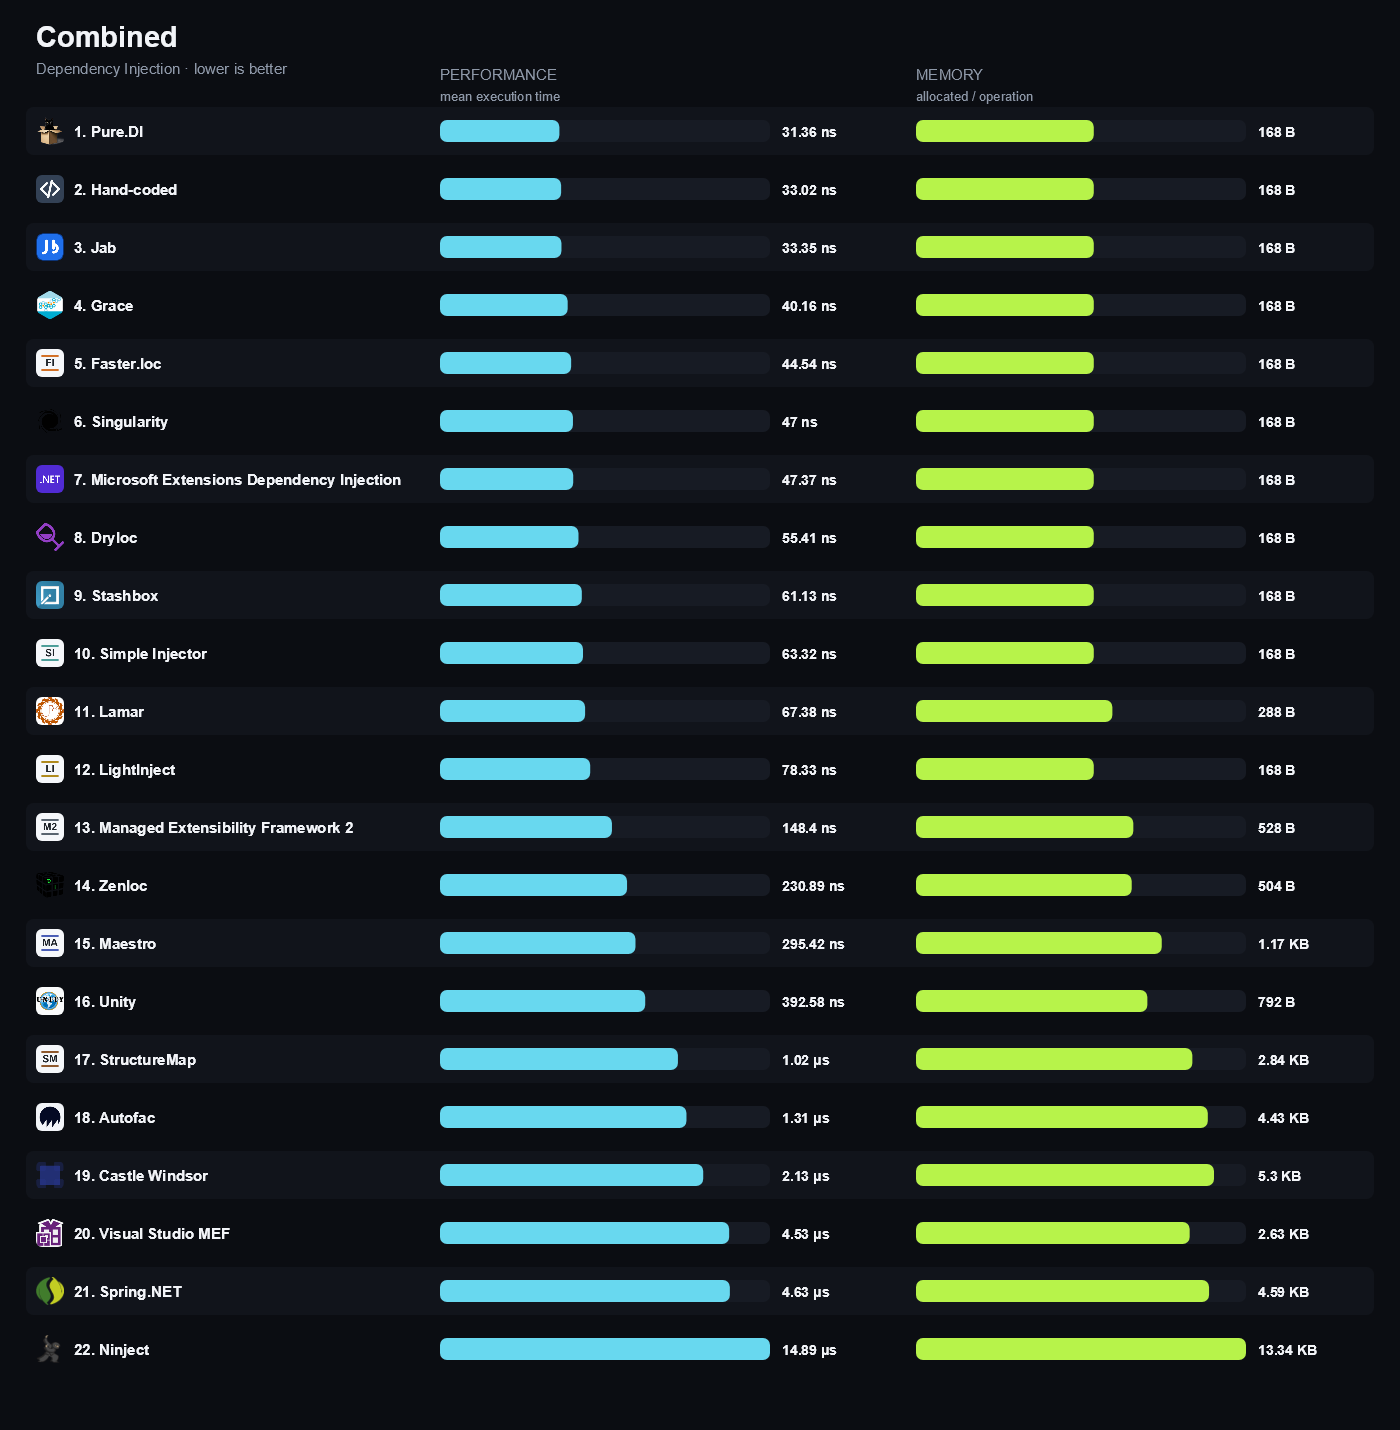 Combined
Dependency Injection · lower is better
PERFORMANCE
mean execution time
MEMORY
allocated / operation
1. Pure.DI 31.36 ns 168 B
2. Hand-coded 33.02 ns 168 B
3. Jab 33.35 ns 168 B
4. Grace 40.16 ns 168 B
FI 5. Faster.Ioc 44.54 ns 168 B
6. Singularity 47 ns 168 B
.NET 7. Microsoft Extensions Dependency Injection 47.37 ns 168 B
8. DryIoc 55.41 ns 168 B
9. Stashbox 61.13 ns 168 B
SI 10. Simple Injector 63.32 ns 168 B
11. Lamar 67.38 ns 288 B
LI 12. LightInject 78.33 ns 168 B
M2 13. Managed Extensibility Framework 2 148.4 ns 528 B
14. ZenIoc 230.89 ns 504 B
MA 15. Maestro 295.42 ns 1.17 KB
UNITY 16. Unity 392.58 ns 792 B
SM 17. StructureMap 1.02 µs 2.84 KB
18. Autofac 1.31 µs 4.43 KB
19. Castle Windsor 2.13 µs 5.3 KB
20. Visual Studio MEF 4.53 µs 2.63 KB
21. Spring.NET 4.63 µs 4.59 KB
22. Ninject 14.89 µs 13.34 KB